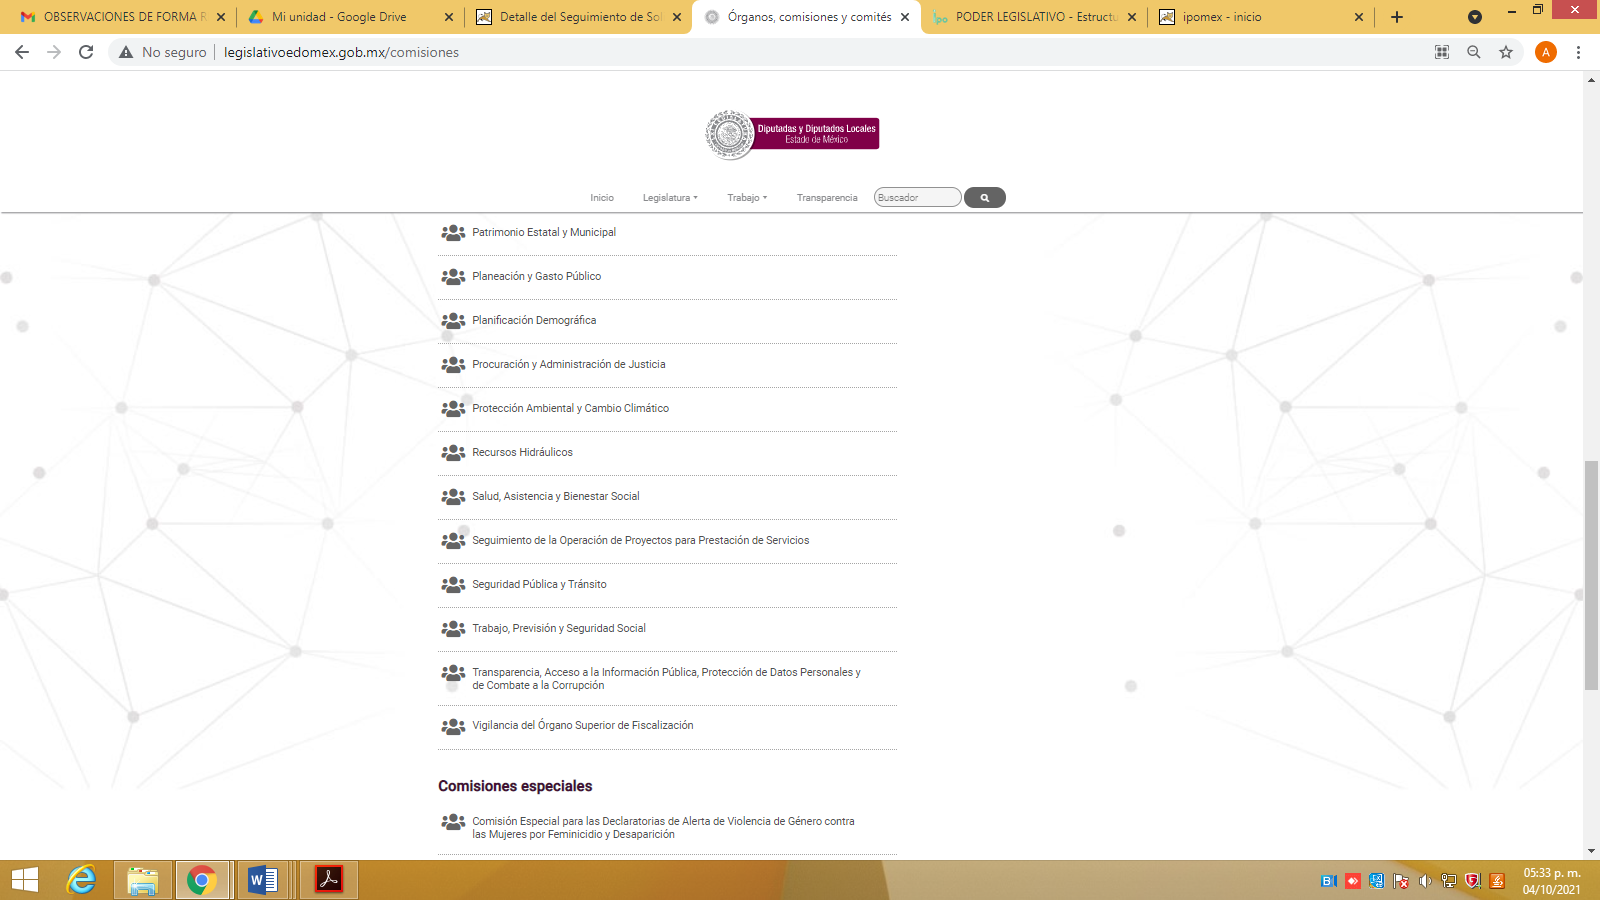 OBSERVACIONES DE FORMA R
Mi unidad - Google Drive
Detalle del Seguimiento de Sol
Órganos, comisiones y comités
PODER LEGISLATIVO - Estructu
ipomex - inicio
No seguro
legislativoedomex.gob.mx/comisiones
A
Diputadas y Diputados Locales
Estado de México
Inicio
Legislatura
Trabajo
Transparencia
Buscador
Patrimonio Estatal y Municipal
Planeación y Gasto Público
Planificación Demográfica
Procuración y Administración de Justicia
Protección Ambiental y Cambio Climático
Recursos Hidráulicos
Salud, Asistencia y Bienestar Social
Seguimiento de la Operación de Proyectos para Prestación de Servicios
Seguridad Pública y Tránsito
Trabajo, Previsión y Seguridad Social
Transparencia, Acceso a la Información Pública, Protección de Datos Personales y
de Combate a la Corrupción
Vigilancia del Órgano Superior de Fiscalización
Comisiones especiales
Comisión Especial para las Declaratorias de Alerta de Violencia de Género contra
las Mujeres por Feminicidio y Desaparición
05:33 p. m.
04/10/2021